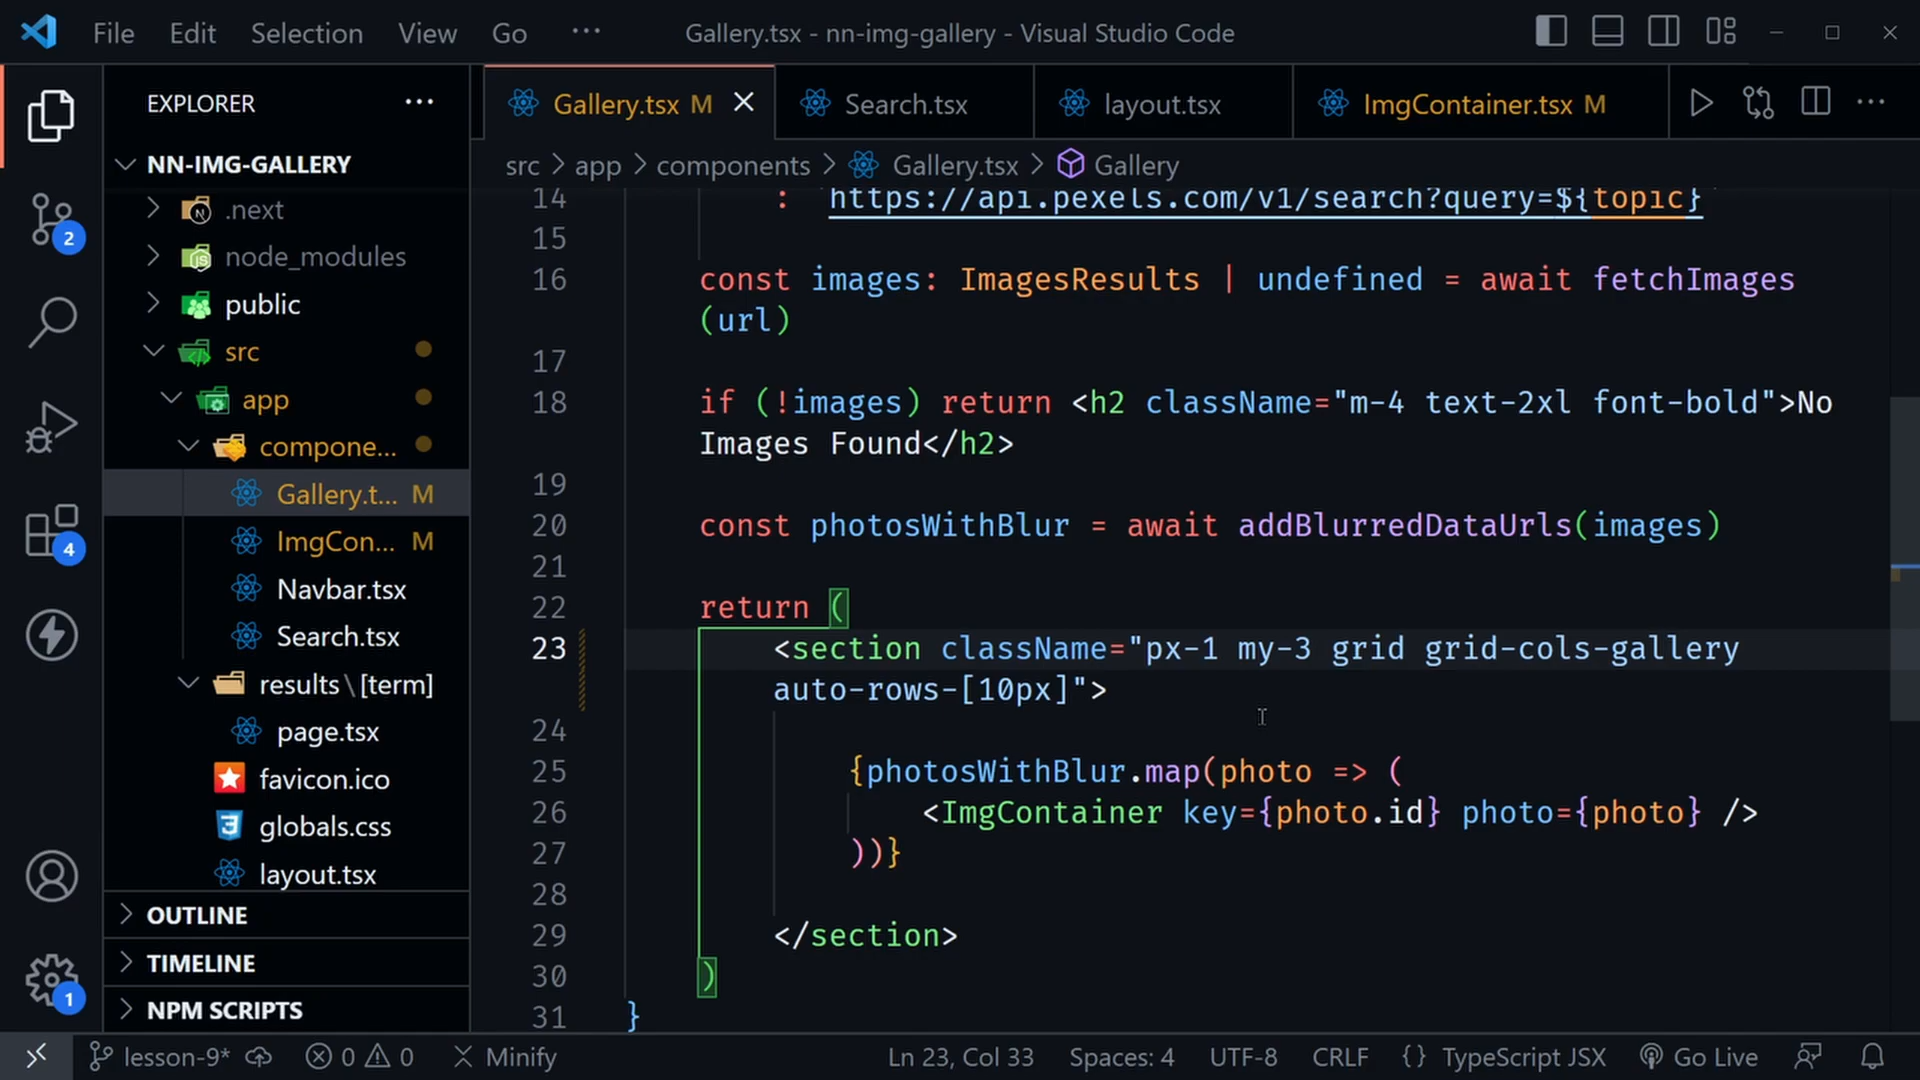 File Edit Selection View Go ··· Gallery.tsx - nn-img-gallery - Visual Studio Code
EXPLORER ···
NN-IMG-GALLERY
.next
node_modules
public
src
app
compone...
Gallery.t... M
ImgCon... M
Navbar.tsx
Search.tsx
results\[term]
page.tsx
favicon.ico
globals.css
layout.tsx
OUTLINE
TIMELINE
NPM SCRIPTS
2
4
1
Gallery.tsx M Search.tsx layout.tsx ImgContainer.tsx M ···
src > app > components > Gallery.tsx > Gallery
14 : `https://api.pexels.com/v1/search?query=${topic}`
15
16 const images: ImagesResults | undefined = await fetchImages
(url)
17
18 if (!images) return <h2 className="m-4 text-2xl font-bold">No
Images Found</h2>
19
20 const photosWithBlur = await addBlurredDataUrls(images)
21
22 return (
23 <section className="px-1 my-3 grid grid-cols-gallery
auto-rows-[10px]">
24
25 {photosWithBlur.map(photo => (
26 <ImgContainer key={photo.id} photo={photo} />
27 ))}
28
29 </section>
30 )
31 }
lesson-9* 0 0 Minify Ln 23, Col 33 Spaces: 4 UTF-8 CRLF {} TypeScript JSX Go Live